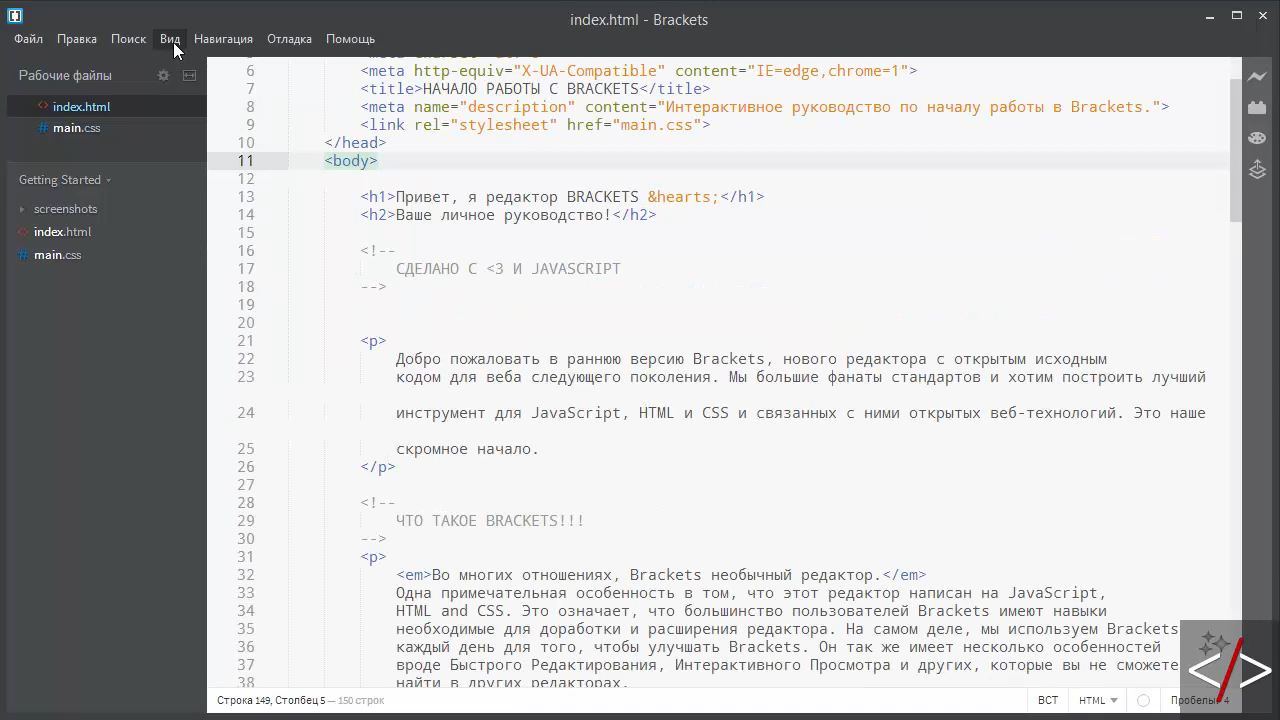 index.html - Brackets
Файл Правка Поиск Вид Навигация Отладка Помощь
Рабочие файлы
index.html
main.css
Getting Started
screenshots
index.html
main.css
6 <meta http-equiv="X-UA-Compatible" content="IE=edge,chrome=1">
7 <title>НАЧАЛО РАБОТЫ С BRACKETS</title>
8 <meta name="description" content="Интерактивное руководство по началу работы в Brackets.">
9 <link rel="stylesheet" href="main.css">
10 </head>
11 <body>
12
13 <h1>Привет, я редактор BRACKETS &hearts;</h1>
14 <h2>Ваше личное руководство!</h2>
15
16 <!--
17 СДЕЛАНО С <3 И JAVASCRIPT
18 -->
19
20
21 <p>
22 Добро пожаловать в раннюю версию Brackets, нового редактора с открытым исходным
23 кодом для веба следующего поколения. Мы большие фанаты стандартов и хотим построить лучший
24 инструмент для JavaScript, HTML и CSS и связанных с ними открытых веб-технологий. Это наше
25 скромное начало.
26 </p>
27
28 <!--
29 ЧТО ТАКОЕ BRACKETS!!!
30 -->
31 <p>
32 <em>Во многих отношениях, Brackets необычный редактор.</em>
33 Одна примечательная особенность в том, что этот редактор написан на JavaScript,
34 HTML and CSS. Это означает, что большинство пользователей Brackets имеют навыки
35 необходимые для доработки и расширения редактора. На самом деле, мы используем Brackets
36 каждый день для того, чтобы улучшать Brackets. Он так же имеет несколько особенностей
37 вроде Быстрого Редактирования, Интерактивного Просмотра и других, которые вы не сможете
38 найти в других редакторах.
Строка 149, Столбец 5 — 150 строк
ВСТ HTML Пробелы: 4